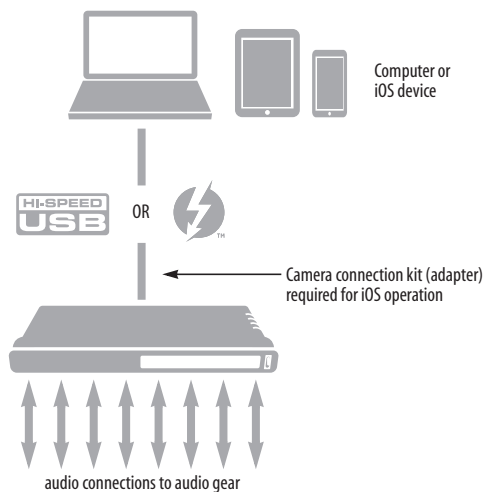 Computer or
iOS device
HI-SPEED
USB
OR
TM
Camera connection kit (adapter)
required for iOS operation
audio connections to audio gear